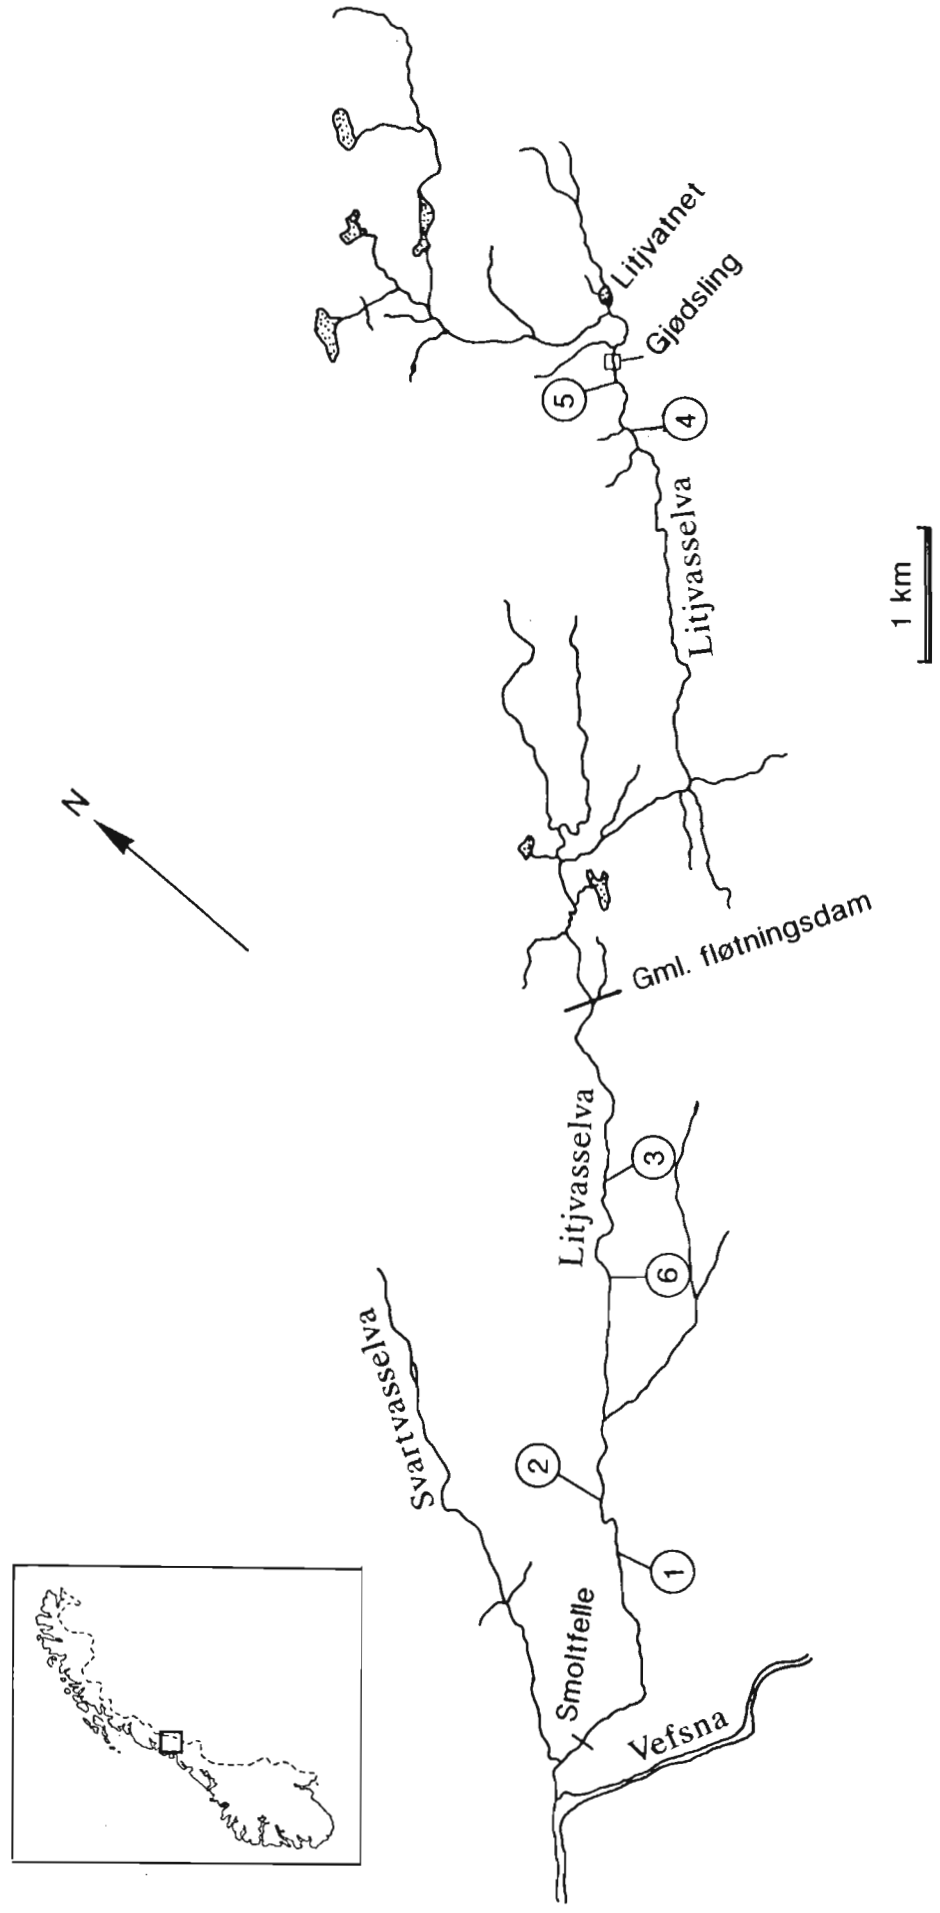 Litjvatnet
Gjødsling
5
4
Litjvasselva
1 km
N
Gml. fløtningsdam
Litjvasselva
3
6
Svartvasselva
2
1
Smoltfelle
Vefsna